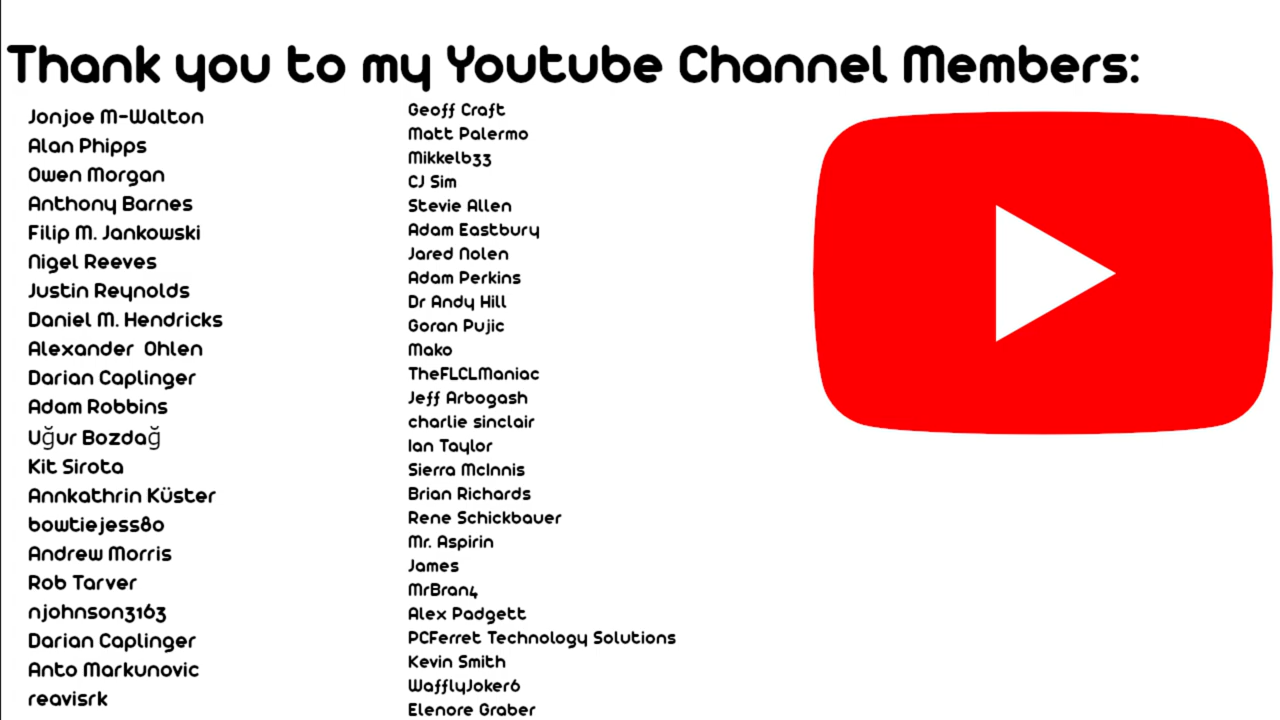 Thank you to my Youtube Channel Members:
Jonjoe M-Walton
Alan Phipps
Owen Morgan
Anthony Barnes
Filip M. Jankowski
Nigel Reeves
Justin Reynolds
Daniel M. Hendricks
Alexander Ohlen
Darian Caplinger
Adam Robbins
Uğur Bozdağ
Kit Sirota
Annkathrin Küster
bowtiejess80
Andrew Morris
Rob Tarver
njohnson3163
Darian Caplinger
Anto Markunovic
reavisrk
Geoff Craft
Matt Palermo
Mikkelb33
CJ Sim
Stevie Allen
Adam Eastbury
Jared Nolen
Adam Perkins
Dr Andy Hill
Goran Pujic
Mako
TheFLCLManiac
Jeff Arbogash
charlie sinclair
Ian Taylor
Sierra McInnis
Brian Richards
Rene Schickbauer
Mr. Aspirin
James
MrBran4
Alex Padgett
PCFerret Technology Solutions
Kevin Smith
WafflyJoker6
Elenore Graber